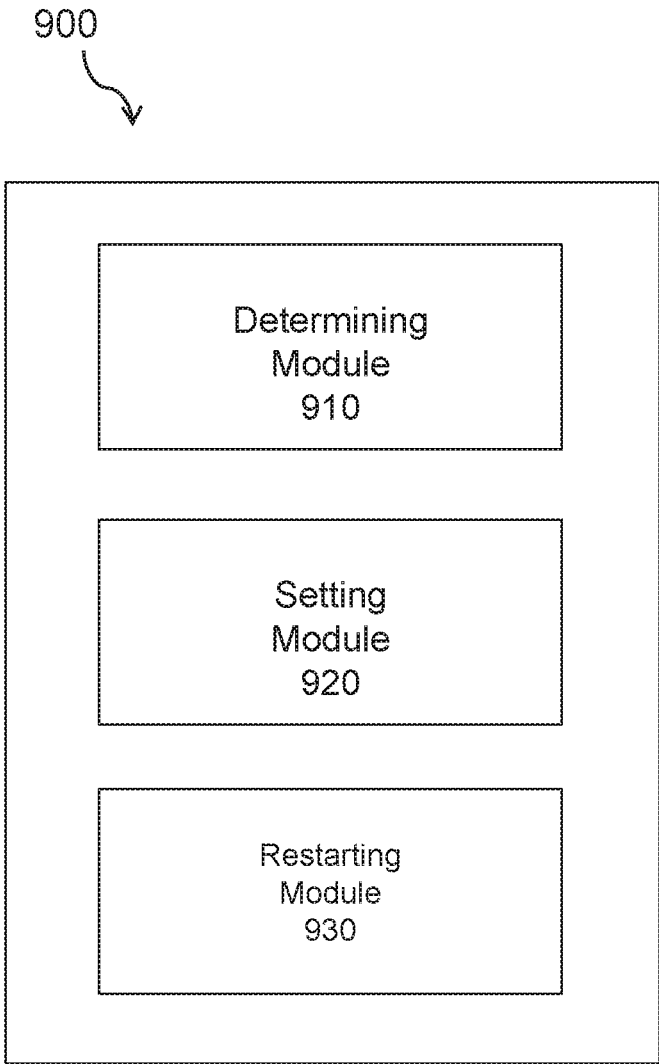 900
Determining
Module
910
Setting
Module
920
Restarting
Module
930